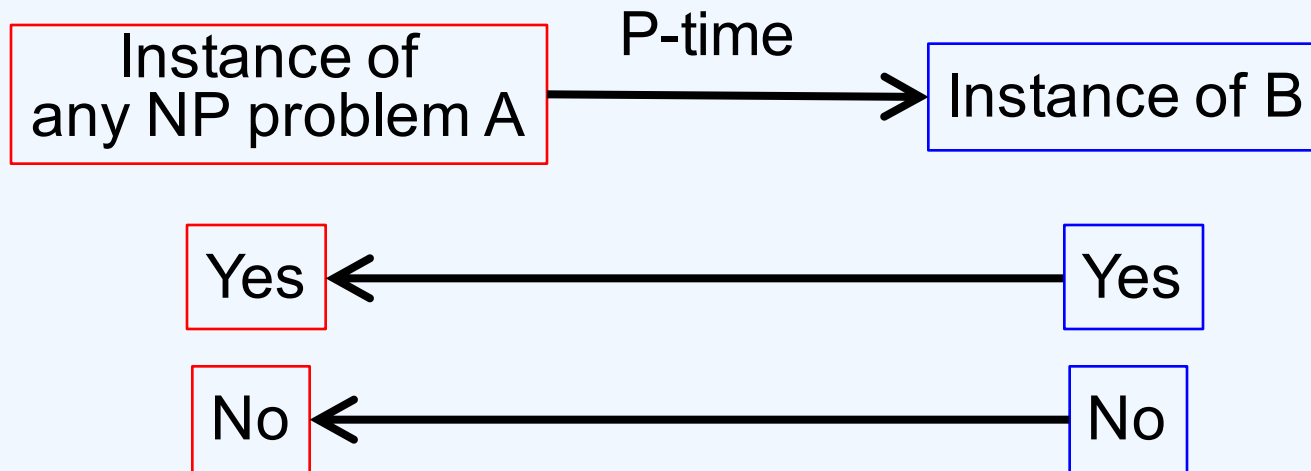 Instance of
any NP problem A
P-time
Instance of B
Yes
Yes
No
No